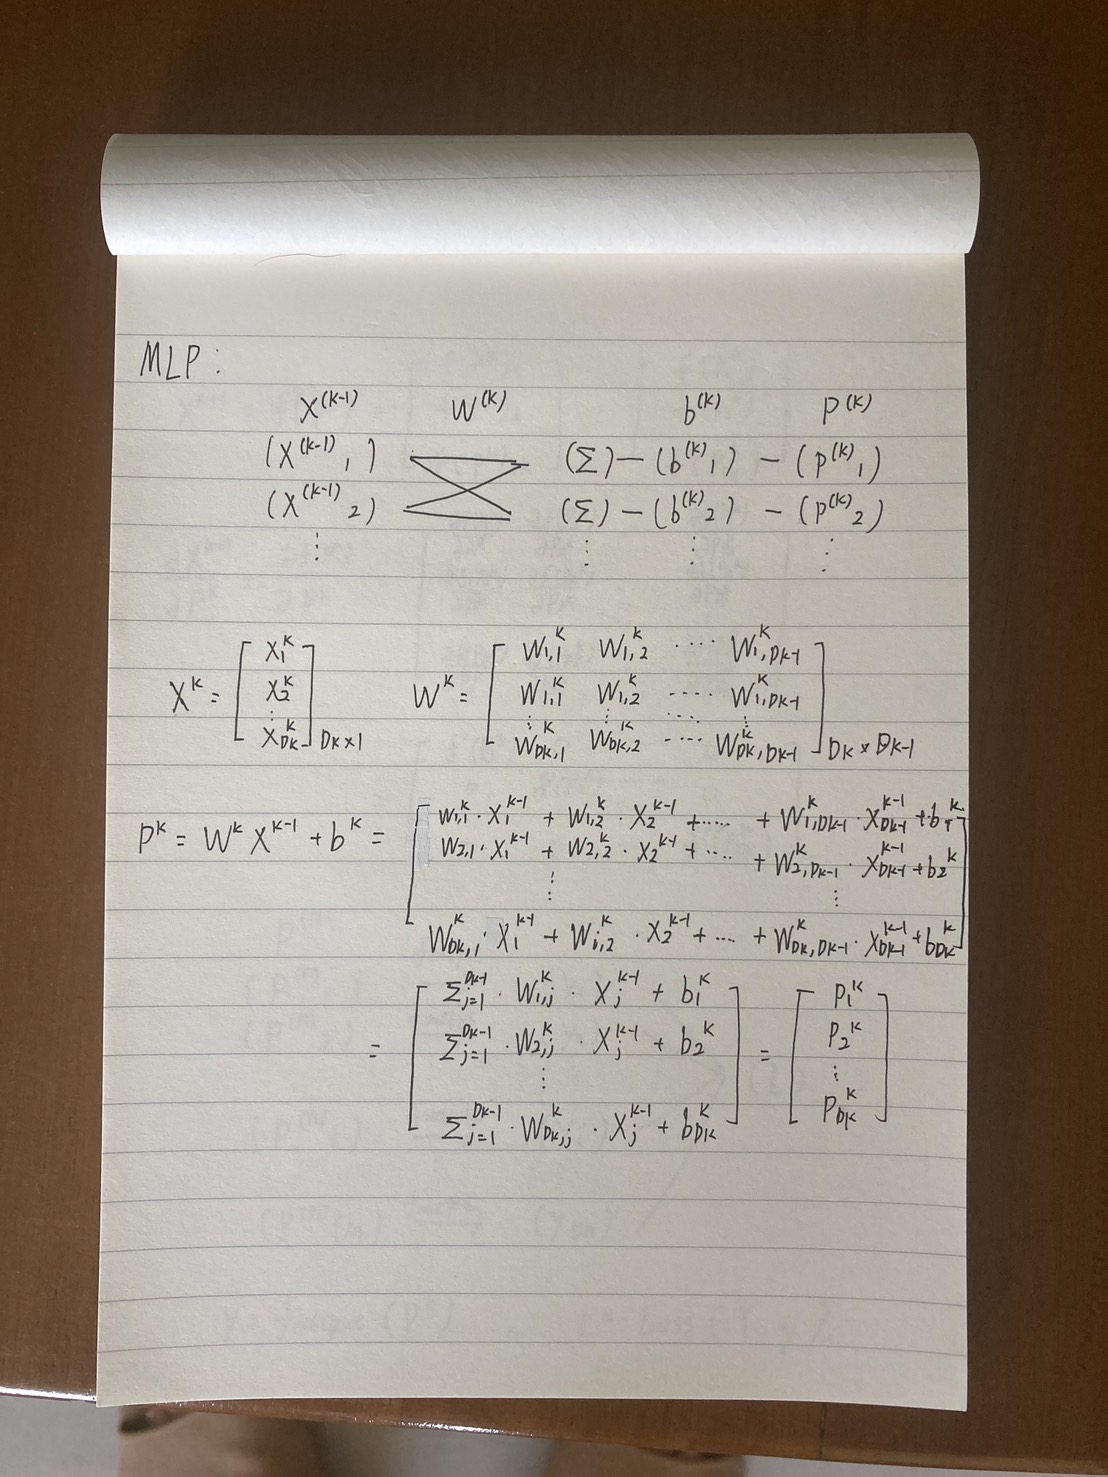 MLP:
X^(k-1) W^(k) b^(k) P^(k)
(X^(k-1)_1) (Σ) — (b^(k)_1) — (P^(k)_1)
(X^(k-1)_2) (Σ) — (b^(k)_2) — (P^(k)_2)
⋮ ⋮ ⋮ ⋮
X^k = [X_1^k X_2^k ⋮ X_Dk^k]_Dk×1
W^k = [W_1,1^k W_1,2^k ···· W_1,Dk-1^k
W_1,1^k W_1,2^k ···· W_1,Dk-1^k
⋮ ⋮ ···· ⋮
W_Dk,1^k W_Dk,2^k ···· W_Dk,Dk-1^k]_Dk×Dk-1
P^k = W^k X^k-1 + b^k = [W_1,1^k · X_1^k-1 + W_1,2^k · X_2^k-1 +····· + W_1,Dk-1^k · X_Dk-1^k-1 + b_1^k
W_2,1^k · X_1^k-1 + W_2,2^k · X_2^k-1 + ···· + W_2,Dk-1^k · X_Dk-1^k-1 + b_2^k
⋮ ⋮
W_Dk,1^k · X_1^k-1 + W_i,2^k · X_2^k-1 + ···· + W_Dk,Dk-1^k · X_Dk-1^k-1 + b_Dk^k]
= [Σ_j=1^Dk-1 · W_1,j^k · X_j^k-1 + b_1^k
Σ_j=1^Dk-1 · W_2,j^k · X_j^k-1 + b_2^k
⋮
Σ_j=1^Dk-1 · W_Dk,j^k · X_j^k-1 + b_Dk^k]
= [P_1^k P_2^k ⋮ P_Dk^k]